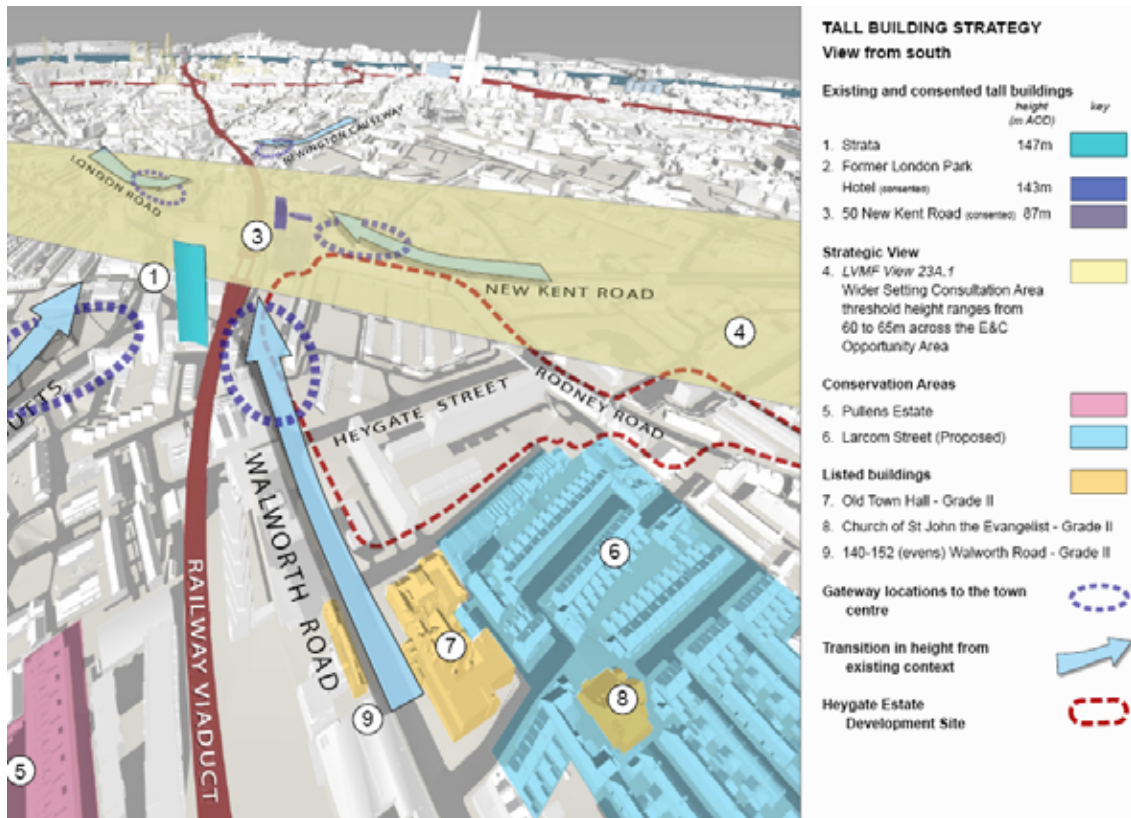 TALL BUILDING STRATEGY
View from south
Existing and consented tall buildings
height key
(m AOD)
1. Strata 147m
2. Former London Park
Hotel (consented) 143m
3. 50 New Kent Road (consented) 87m
Strategic View
4. LVMF View 23A.1
Wider Setting Consultation Area
threshold height ranges from
60 to 65m across the E&C
Opportunity Area
Conservation Areas
5. Pullens Estate
6. Larcom Street (Proposed)
Listed buildings
7. Old Town Hall - Grade II
8. Church of St John the Evangelist - Grade II
9. 140-152 (evens) Walworth Road - Grade II
Gateway locations to the town
centre
Transition in height from
existing context
Heygate Estate
Development Site
NEWINGTON CAUSEWAY
LONDON ROAD
3
1
NEW KENT ROAD
4
RODNEY ROAD
HEYGATE STREET
WALWORTH ROAD
6
RAILWAY VIADUCT
7
8
9
5